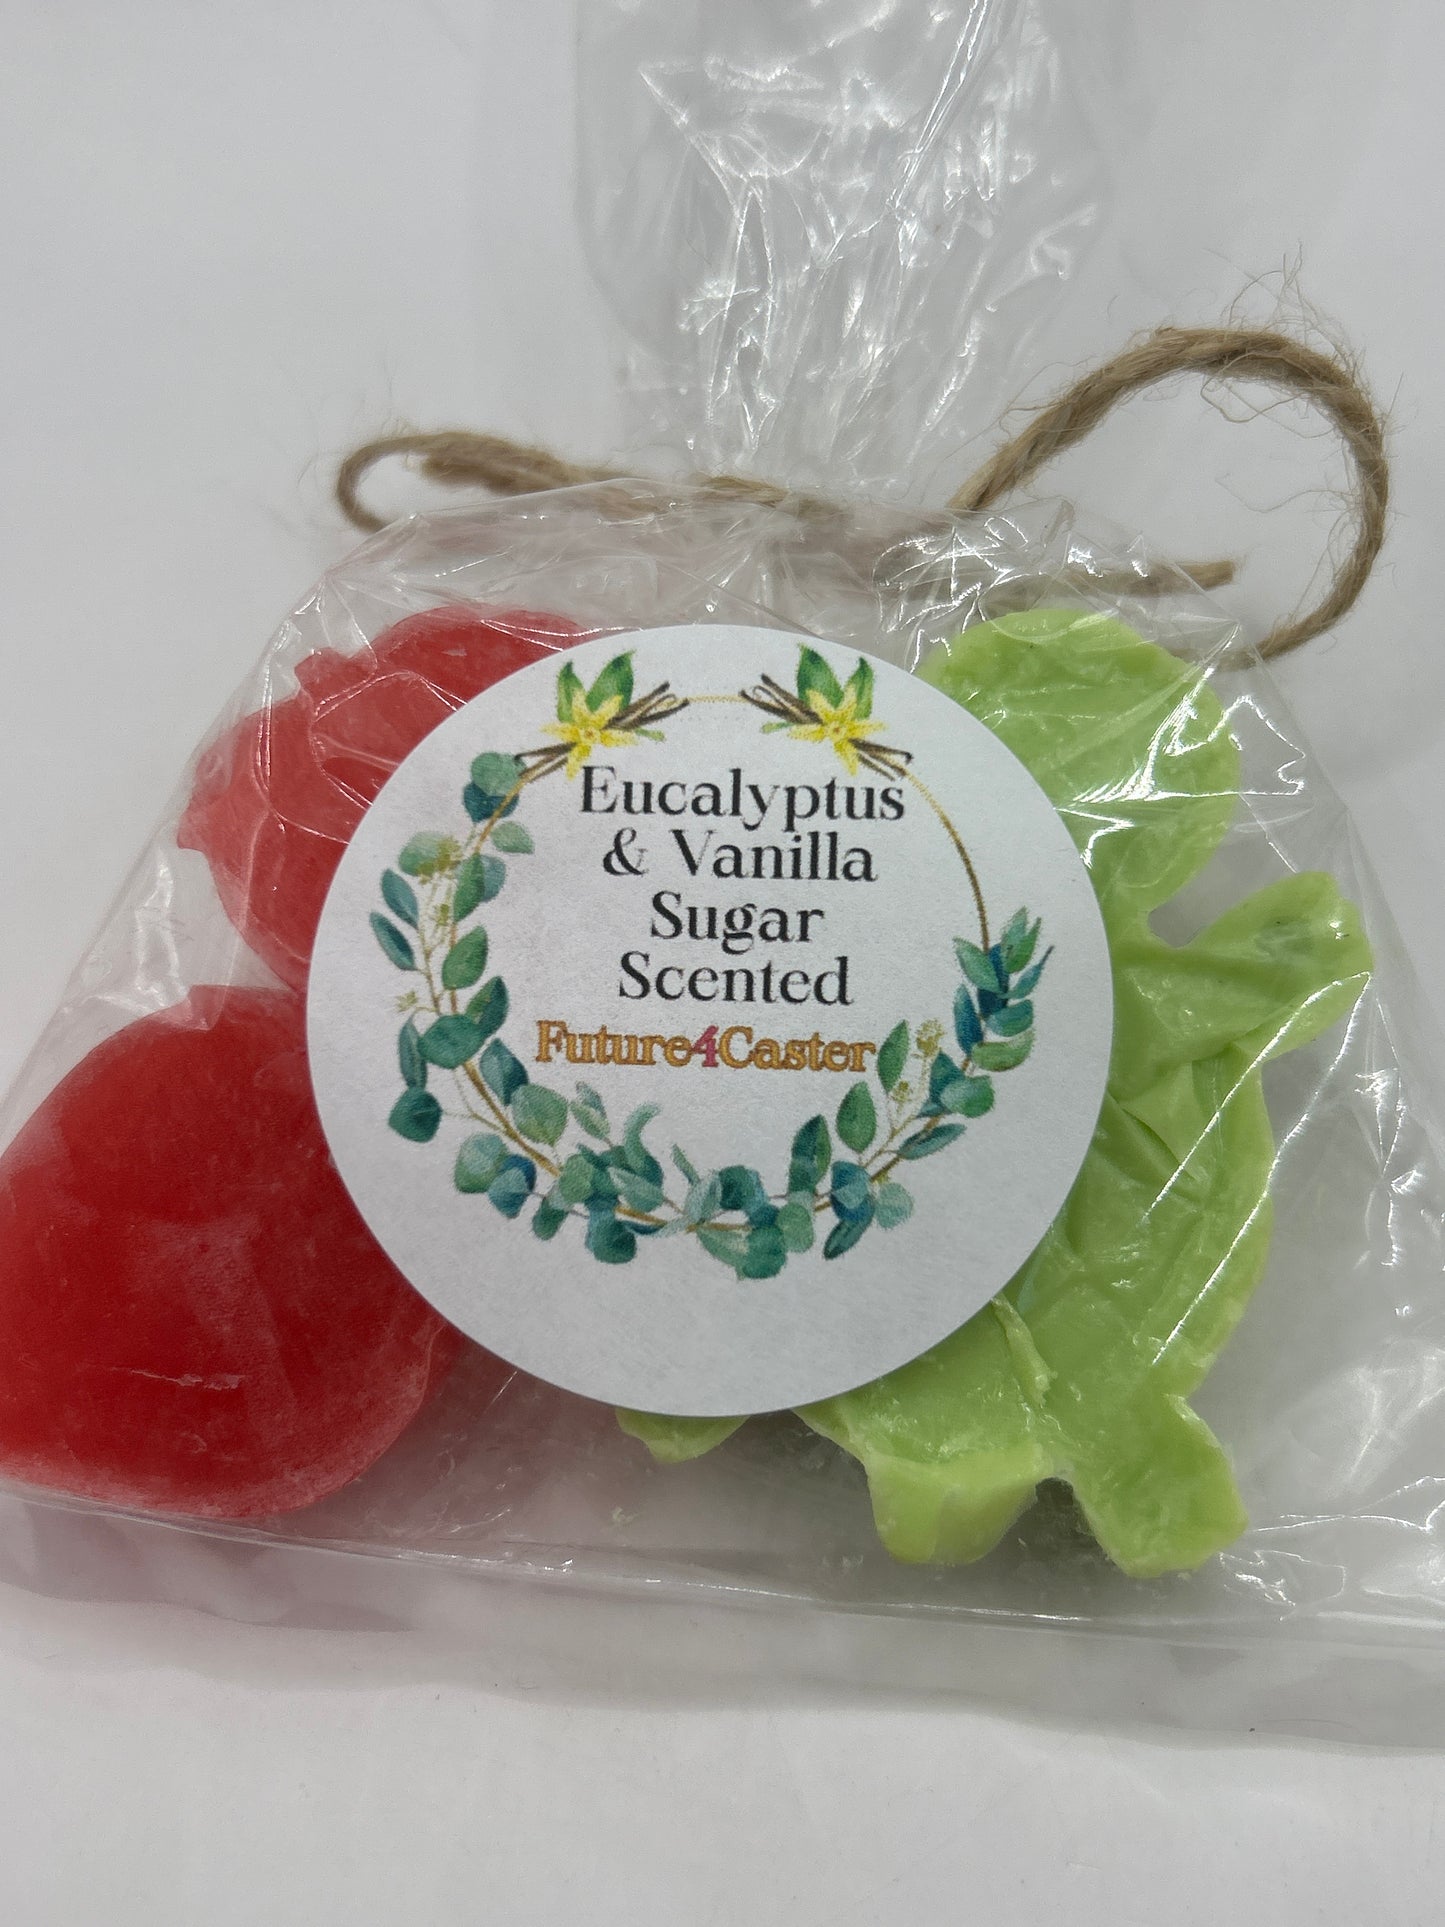 Eucalyptus
& Vanilla
Sugar
Scented
Future4Caster